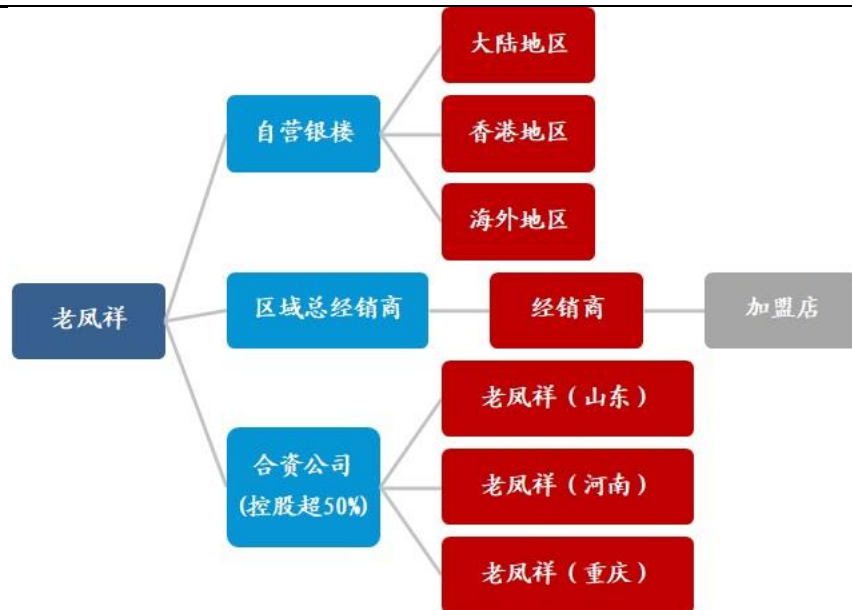 大陆地区
自营银楼
香港地区
海外地区
老凤祥
区域总经销商
经销商
加盟店
老凤祥（山东）
合资公司
(控股超50%)
老凤祥（河南）
老凤祥（重庆）